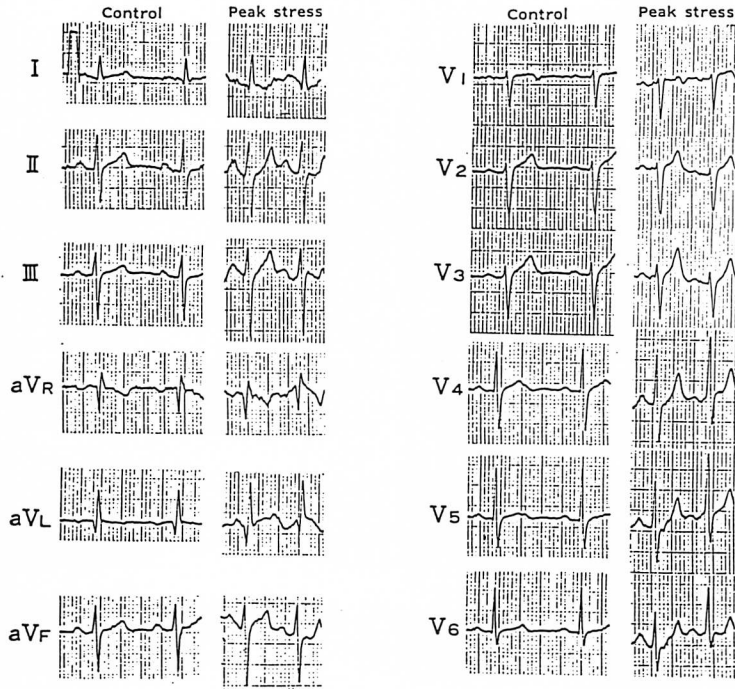 Control Peak stress
I
II
III
aVR
aVL
aVF
Control Peak stress
V1
V2
V3
V4
V5
V6